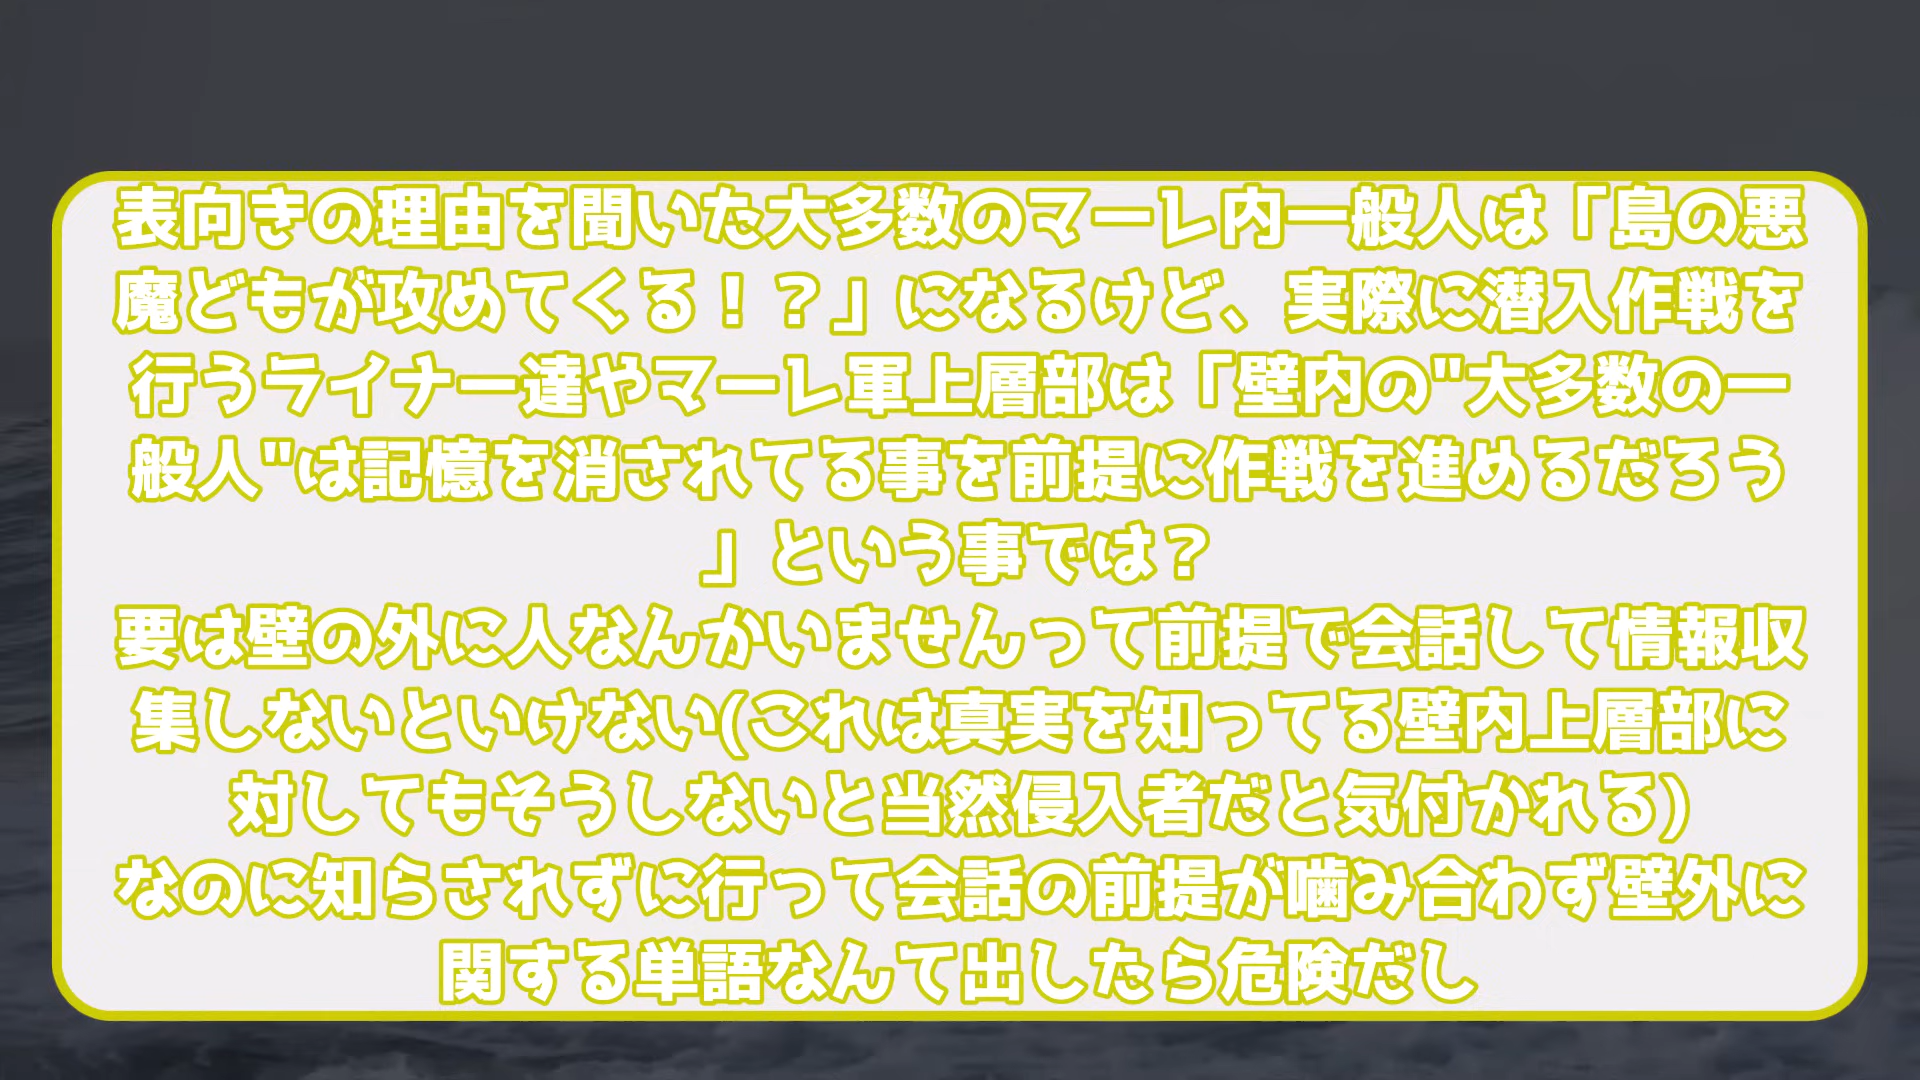 表向きの理由を聞いた大多数のマーレ内一般人は「島の悪
魔どもが攻めてくる！？」になるけど、実際に潜入作戦を
行うライナー達やマーレ軍上層部は「壁内の"大多数の一
般人"は記憶を消されてる事を前提に作戦を進めるだろう
」という事では？
要は壁の外に人なんかいませんって前提で会話して情報収
集しないといけない(これは真実を知ってる壁内上層部に
対してもそうしないと当然侵入者だと気付かれる)
なのに知らされずに行って会話の前提が噛み合わず壁外に
関する単語なんて出したら危険だし